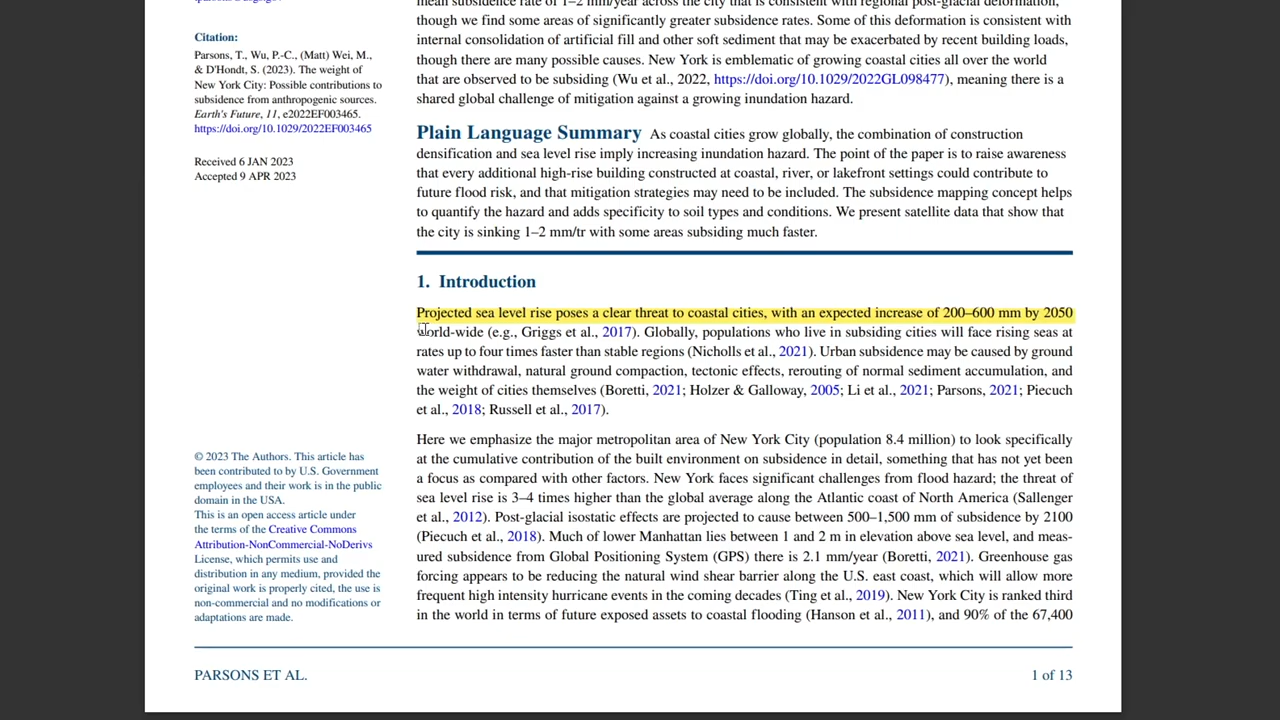 Citation:
Parsons, T., Wu, P.-C., (Matt) Wei, M.,
& D'Hondt, S. (2023). The weight of
New York City: Possible contributions to
subsidence from anthropogenic sources.
Earth's Future, 11, e2022EF003465.
https://doi.org/10.1029/2022EF003465
Received 6 JAN 2023
Accepted 9 APR 2023
© 2023 The Authors. This article has
been contributed to by U.S. Government
employees and their work is in the public
domain in the USA.
This is an open access article under
the terms of the Creative Commons
Attribution-NonCommercial-NoDerivs
License, which permits use and
distribution in any medium, provided the
original work is properly cited, the use is
non-commercial and no modifications or
adaptations are made.
mean subsidence rate of 1–2 mm/year across the city that is consistent with regional post-glacial deformation,
though we find some areas of significantly greater subsidence rates. Some of this deformation is consistent with
internal consolidation of artificial fill and other soft sediment that may be exacerbated by recent building loads,
though there are many possible causes. New York is emblematic of growing coastal cities all over the world
that are observed to be subsiding (Wu et al., 2022, https://doi.org/10.1029/2022GL098477), meaning there is a
shared global challenge of mitigation against a growing inundation hazard.
Plain Language Summary As coastal cities grow globally, the combination of construction
densification and sea level rise imply increasing inundation hazard. The point of the paper is to raise awareness
that every additional high-rise building constructed at coastal, river, or lakefront settings could contribute to
future flood risk, and that mitigation strategies may need to be included. The subsidence mapping concept helps
to quantify the hazard and adds specificity to soil types and conditions. We present satellite data that show that
the city is sinking 1–2 mm/tr with some areas subsiding much faster.
1. Introduction
Projected sea level rise poses a clear threat to coastal cities, with an expected increase of 200–600 mm by 2050
world-wide (e.g., Griggs et al., 2017). Globally, populations who live in subsiding cities will face rising seas at
rates up to four times faster than stable regions (Nicholls et al., 2021). Urban subsidence may be caused by ground
water withdrawal, natural ground compaction, tectonic effects, rerouting of normal sediment accumulation, and
the weight of cities themselves (Boretti, 2021; Holzer & Galloway, 2005; Li et al., 2021; Parsons, 2021; Piecuch
et al., 2018; Russell et al., 2017).
Here we emphasize the major metropolitan area of New York City (population 8.4 million) to look specifically
at the cumulative contribution of the built environment on subsidence in detail, something that has not yet been
a focus as compared with other factors. New York faces significant challenges from flood hazard; the threat of
sea level rise is 3–4 times higher than the global average along the Atlantic coast of North America (Sallenger
et al., 2012). Post-glacial isostatic effects are projected to cause between 500–1,500 mm of subsidence by 2100
(Piecuch et al., 2018). Much of lower Manhattan lies between 1 and 2 m in elevation above sea level, and meas-
ured subsidence from Global Positioning System (GPS) there is 2.1 mm/year (Boretti, 2021). Greenhouse gas
forcing appears to be reducing the natural wind shear barrier along the U.S. east coast, which will allow more
frequent high intensity hurricane events in the coming decades (Ting et al., 2019). New York City is ranked third
in the world in terms of future exposed assets to coastal flooding (Hanson et al., 2011), and 90% of the 67,400
PARSONS ET AL.
1 of 13